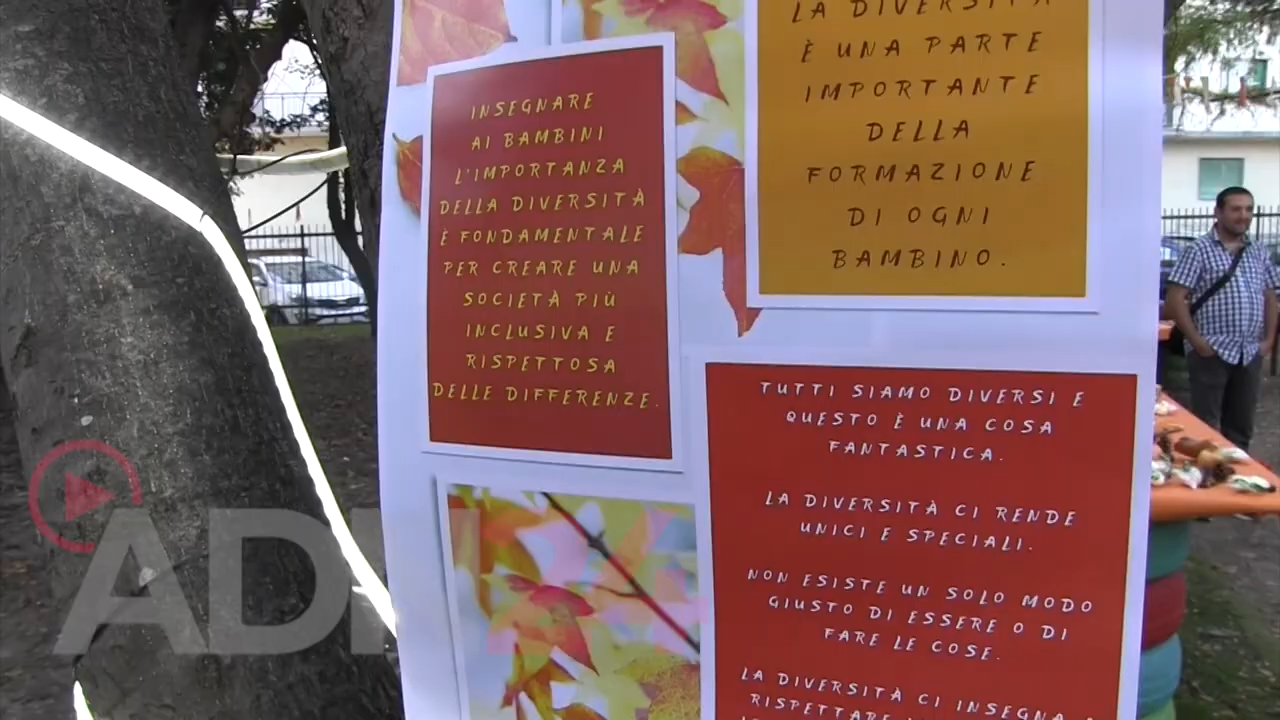 INSEGNARE
AI BAMBINI
L'IMPORTANZA
DELLA DIVERSITÀ
È FONDAMENTALE
PER CREARE UNA
SOCIETÀ PIÙ
INCLUSIVA E
RISPETTOSA
DELLE DIFFERENZE.
LA DIVERSITÀ
È UNA PARTE
IMPORTANTE
DELLA
FORMAZIONE
DI OGNI
BAMBINO.
TUTTI SIAMO DIVERSI E
QUESTO È UNA COSA
FANTASTICA.
LA DIVERSITÀ CI RENDE
UNICI E SPECIALI.
NON ESISTE UN SOLO MODO
GIUSTO DI ESSERE O DI
FARE LE COSE.
LA DIVERSITÀ CI INSEGNA A
RISPETTARE